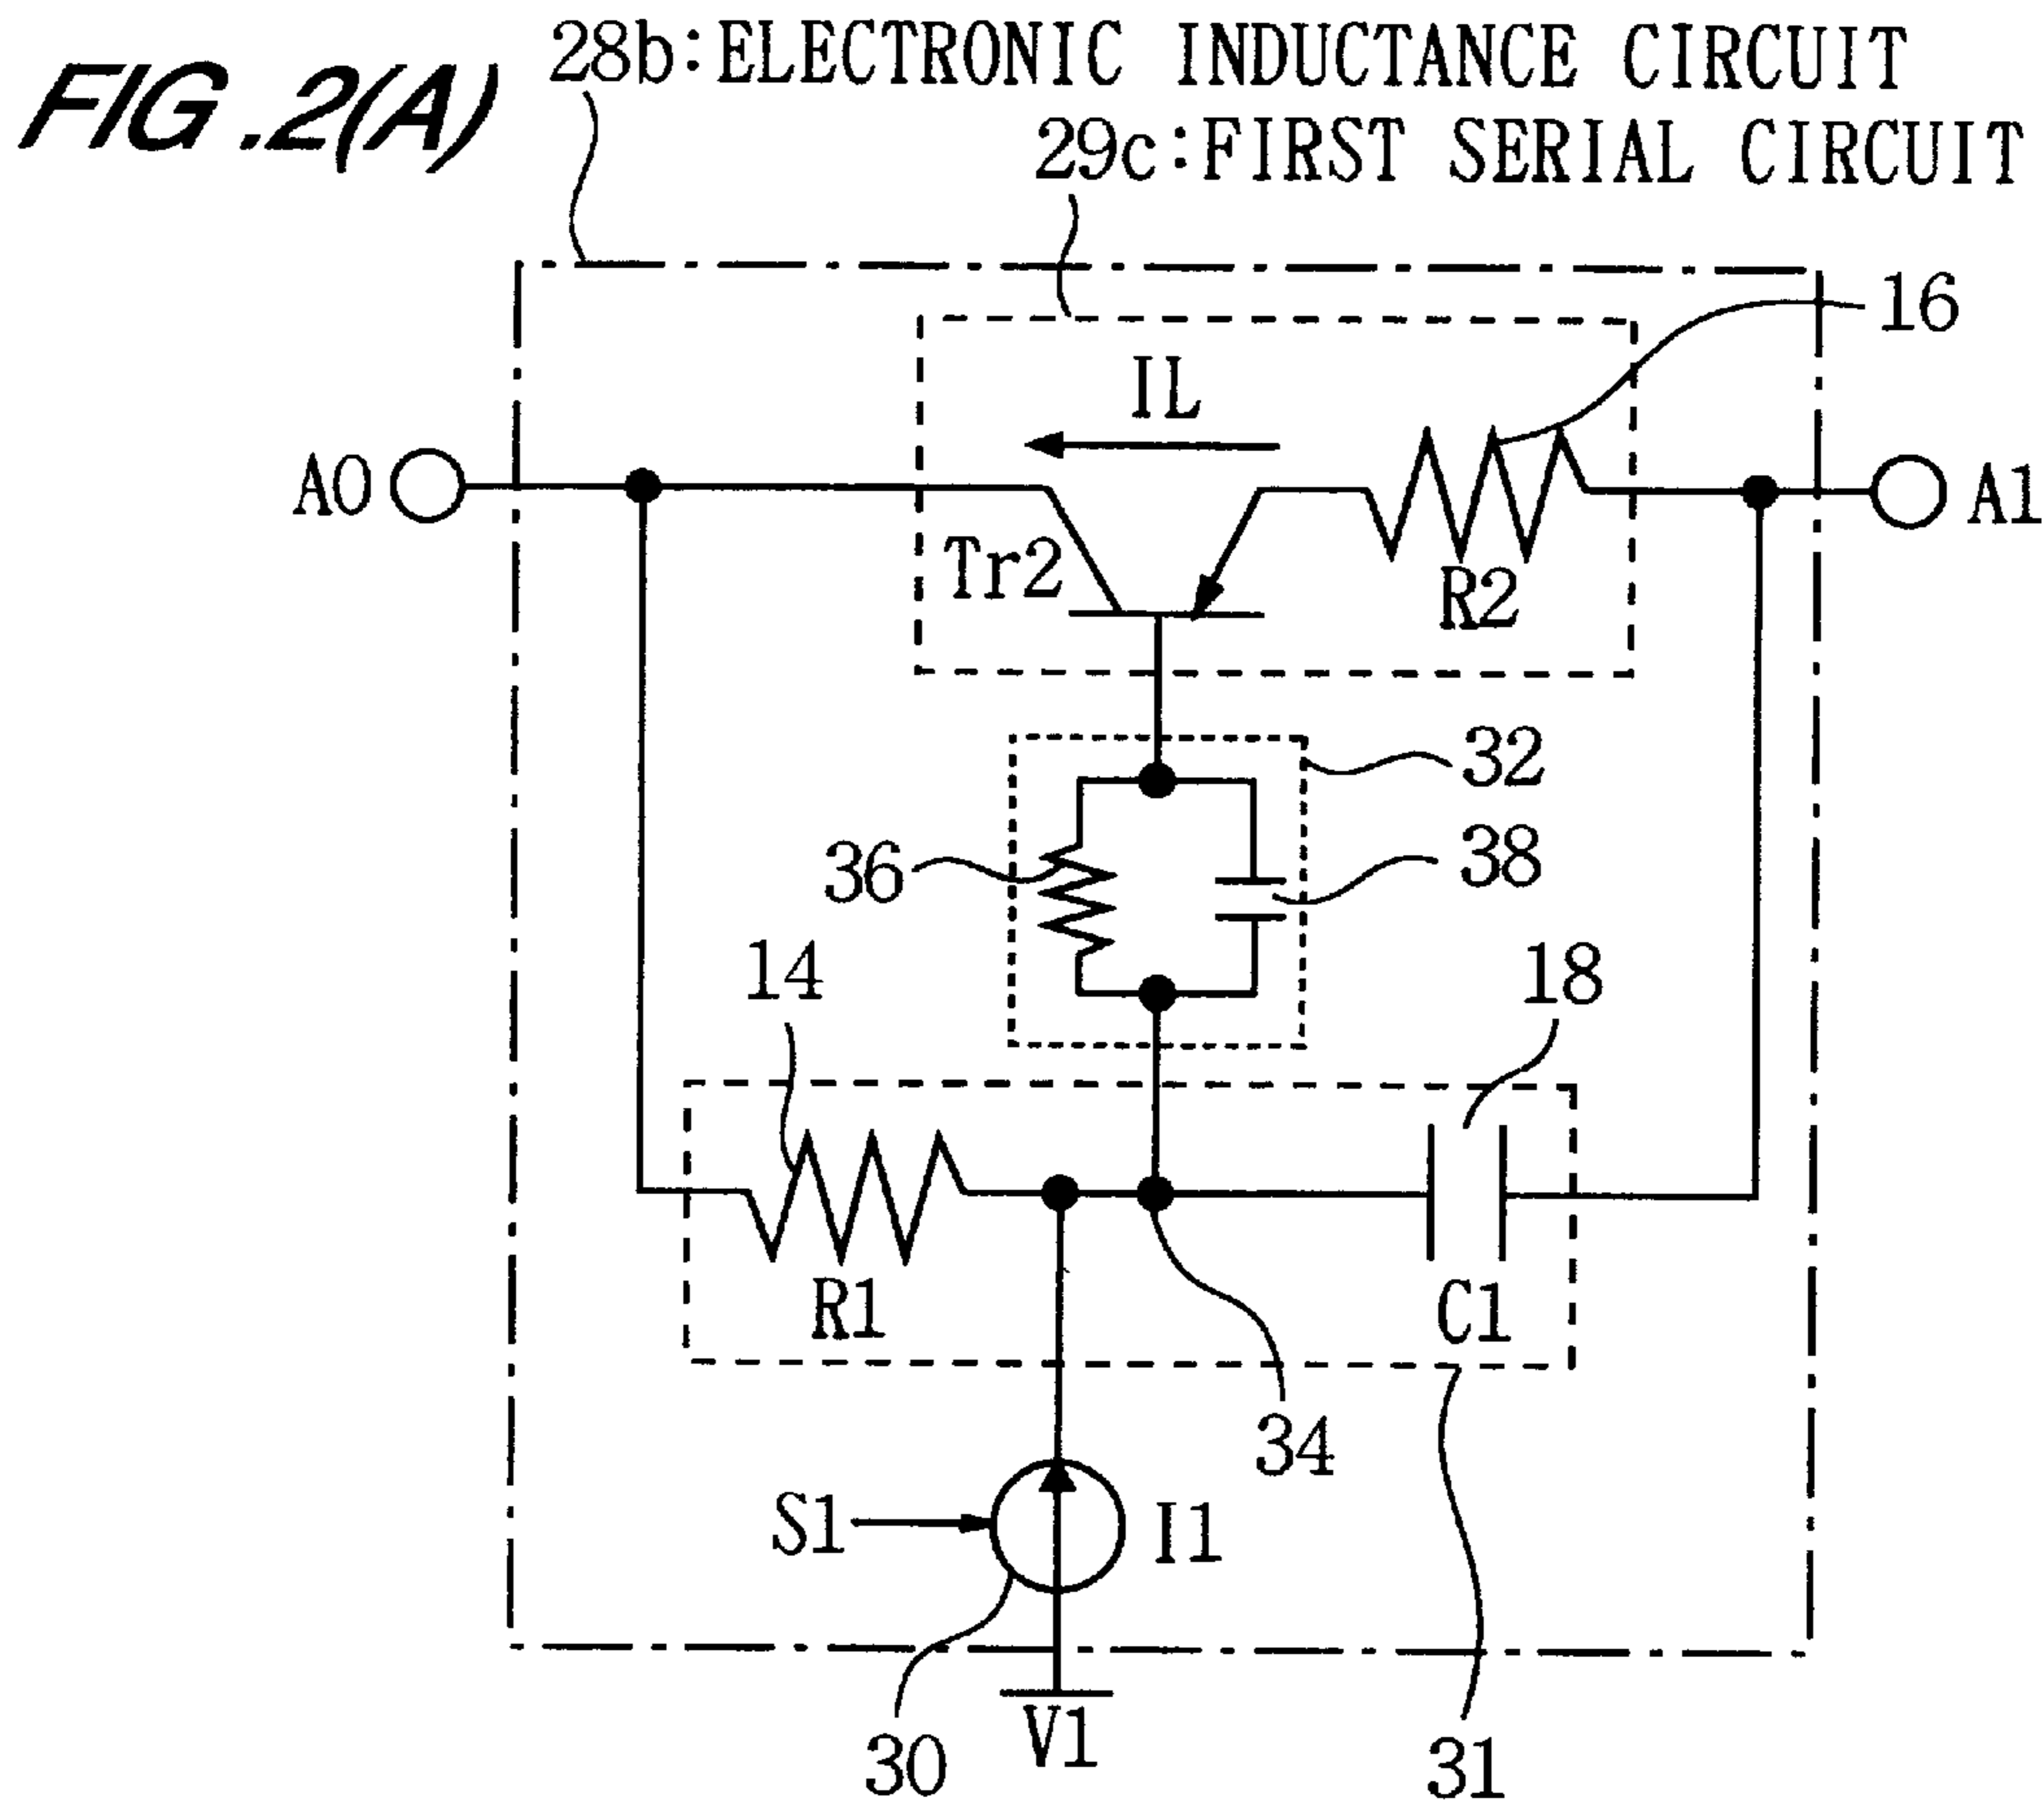 FIG.2(A)
28b:ELECTRONIC INDUCTANCE CIRCUIT
29c:FIRST SERIAL CIRCUIT
16
IL
A0
A1
Tr2
R2
32
36
38
14
18
R1
C1
34
S1
I1
V1
30
31